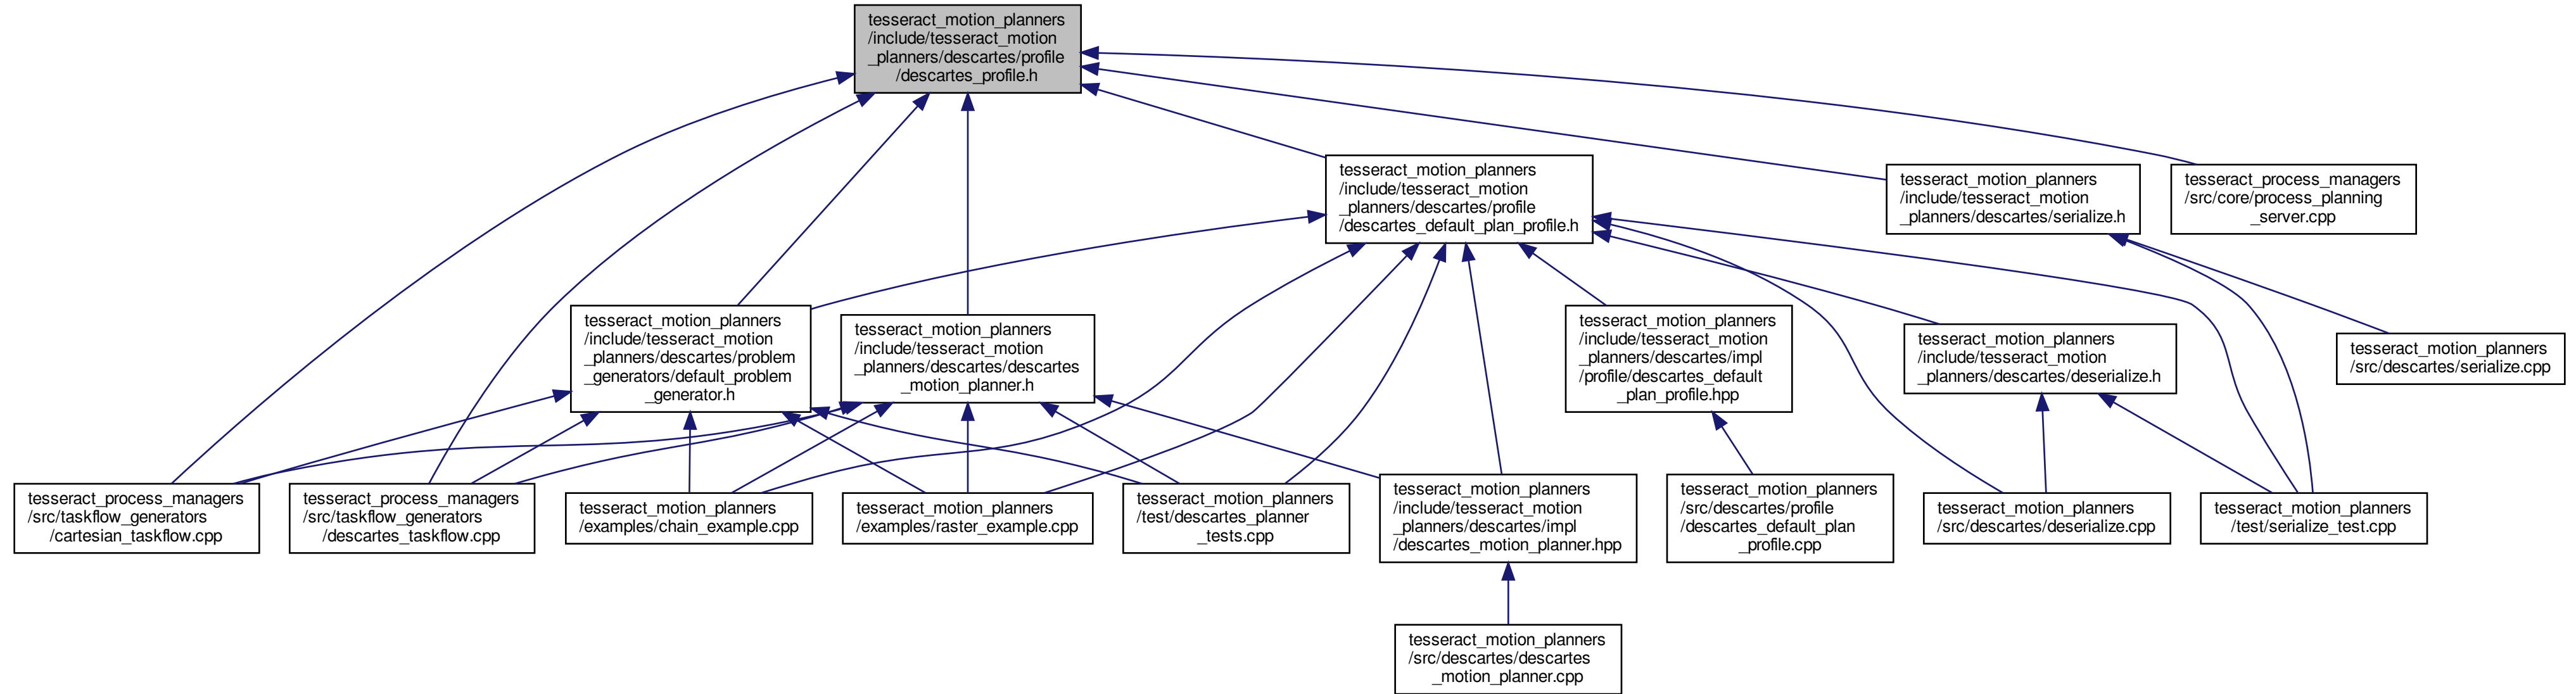 tesseract_motion_planners
/include/tesseract_motion
_planners/descartes/profile
/descartes_profile.h
tesseract_motion_planners
/include/tesseract_motion
_planners/descartes/profile
/descartes_default_plan_profile.h
tesseract_motion_planners
/include/tesseract_motion
_planners/descartes/serialize.h
tesseract_process_managers
/src/core/process_planning
_server.cpp
tesseract_motion_planners
/include/tesseract_motion
_planners/descartes/problem
_generators/default_problem
_generator.h
tesseract_motion_planners
/include/tesseract_motion
_planners/descartes/descartes
_motion_planner.h
tesseract_motion_planners
/include/tesseract_motion
_planners/descartes/impl
/profile/descartes_default
_plan_profile.hpp
tesseract_motion_planners
/include/tesseract_motion
_planners/descartes/deserialize.h
tesseract_motion_planners
/src/descartes/serialize.cpp
tesseract_process_managers
/src/taskflow_generators
/cartesian_taskflow.cpp
tesseract_process_managers
/src/taskflow_generators
/descartes_taskflow.cpp
tesseract_motion_planners
/examples/chain_example.cpp
tesseract_motion_planners
/examples/raster_example.cpp
tesseract_motion_planners
/test/descartes_planner
_tests.cpp
tesseract_motion_planners
/include/tesseract_motion
_planners/descartes/impl
/descartes_motion_planner.hpp
tesseract_motion_planners
/src/descartes/profile
/descartes_default_plan
_profile.cpp
tesseract_motion_planners
/src/descartes/deserialize.cpp
tesseract_motion_planners
/test/serialize_test.cpp
tesseract_motion_planners
/src/descartes/descartes
_motion_planner.cpp